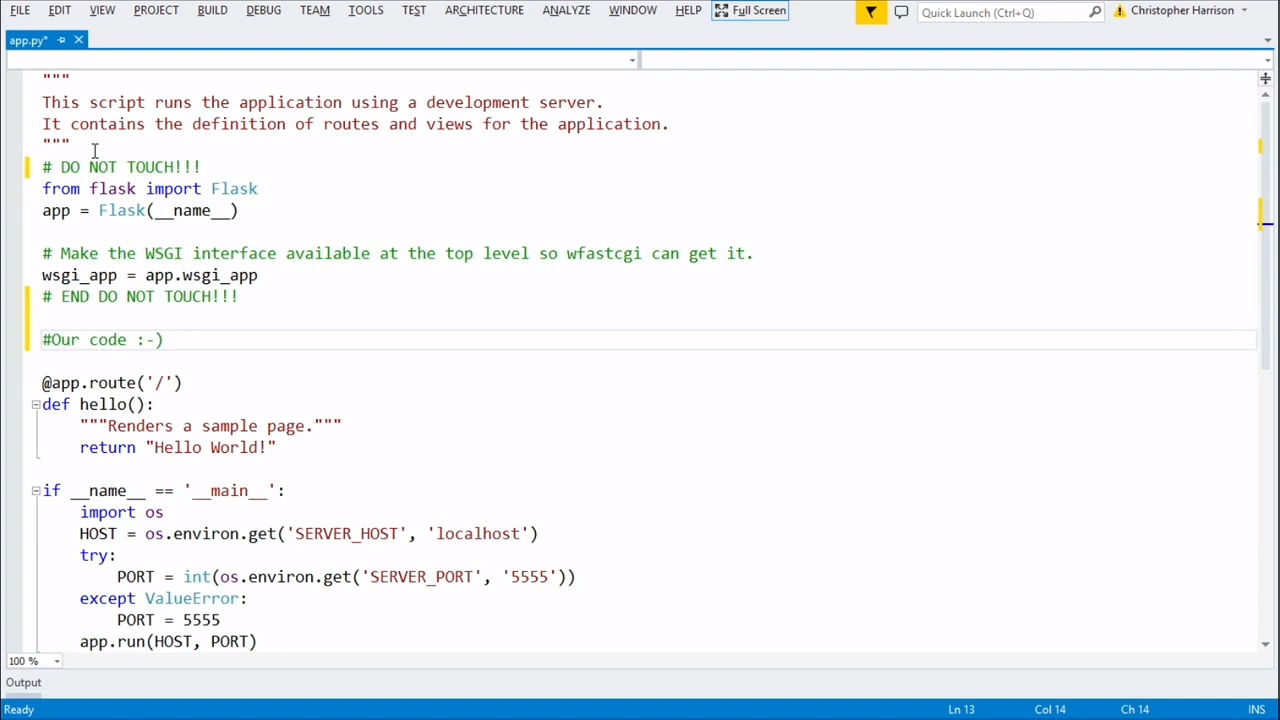 FILE EDIT VIEW PROJECT BUILD DEBUG TEAM TOOLS TEST ARCHITECTURE ANALYZE WINDOW HELP Full Screen Quick Launch (Ctrl+Q) Christopher Harrison
app.py*
"""
This script runs the application using a development server.
It contains the definition of routes and views for the application.
"""
# DO NOT TOUCH!!!
from flask import Flask
app = Flask(__name__)
# Make the WSGI interface available at the top level so wfastcgi can get it.
wsgi_app = app.wsgi_app
# END DO NOT TOUCH!!!
#Our code :-)
@app.route('/')
def hello():
"""Renders a sample page."""
return "Hello World!"
if __name__ == '__main__':
import os
HOST = os.environ.get('SERVER_HOST', 'localhost')
try:
PORT = int(os.environ.get('SERVER_PORT', '5555'))
except ValueError:
PORT = 5555
app.run(HOST, PORT)
100 %
Output
Ready Ln 13 Col 14 Ch 14 INS